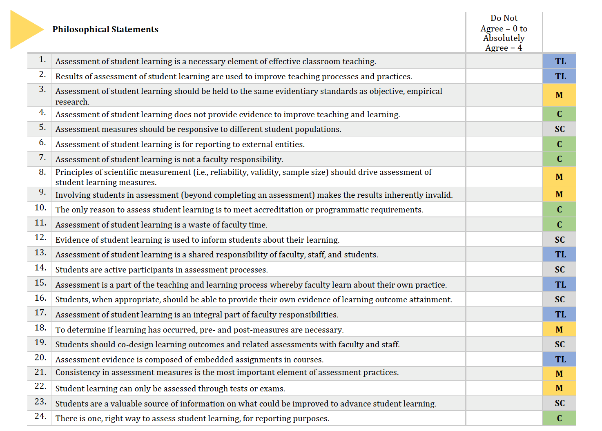 Philosophical Statements
Do Not
Agree – 0 to
Absolutely
Agree – 4
1. Assessment of student learning is a necessary element of effective classroom teaching. TL
2. Results of assessment of student learning are used to improve teaching processes and practices. TL
3. Assessment of student learning should be held to the same evidentiary standards as objective, empirical
research. M
4. Assessment of student learning does not provide evidence to improve teaching and learning. C
5. Assessment measures should be responsive to different student populations. SC
6. Assessment of student learning is for reporting to external entities. C
7. Assessment of student learning is not a faculty responsibility. C
8. Principles of scientific measurement (i.e., reliability, validity, sample size) should drive assessment of
student learning measures. M
9. Involving students in assessment (beyond completing an assessment) makes the results inherently invalid. M
10. The only reason to assess student learning is to meet accreditation or programmatic requirements. C
11. Assessment of student learning is a waste of faculty time. C
12. Evidence of student learning is used to inform students about their learning. SC
13. Assessment of student learning is a shared responsibility of faculty, staff, and students. TL
14. Students are active participants in assessment processes. SC
15. Assessment is a part of the teaching and learning process whereby faculty learn about their own practice. TL
16. Students, when appropriate, should be able to provide their own evidence of learning outcome attainment. SC
17. Assessment of student learning is an integral part of faculty responsibilities. TL
18. To determine if learning has occurred, pre- and post-measures are necessary. M
19. Students should co-design learning outcomes and related assessments with faculty and staff. SC
20. Assessment evidence is composed of embedded assignments in courses. TL
21. Consistency in assessment measures is the most important element of assessment practices. M
22. Student learning can only be assessed through tests or exams. M
23. Students are a valuable source of information on what could be improved to advance student learning. SC
24. There is one, right way to assess student learning, for reporting purposes. C